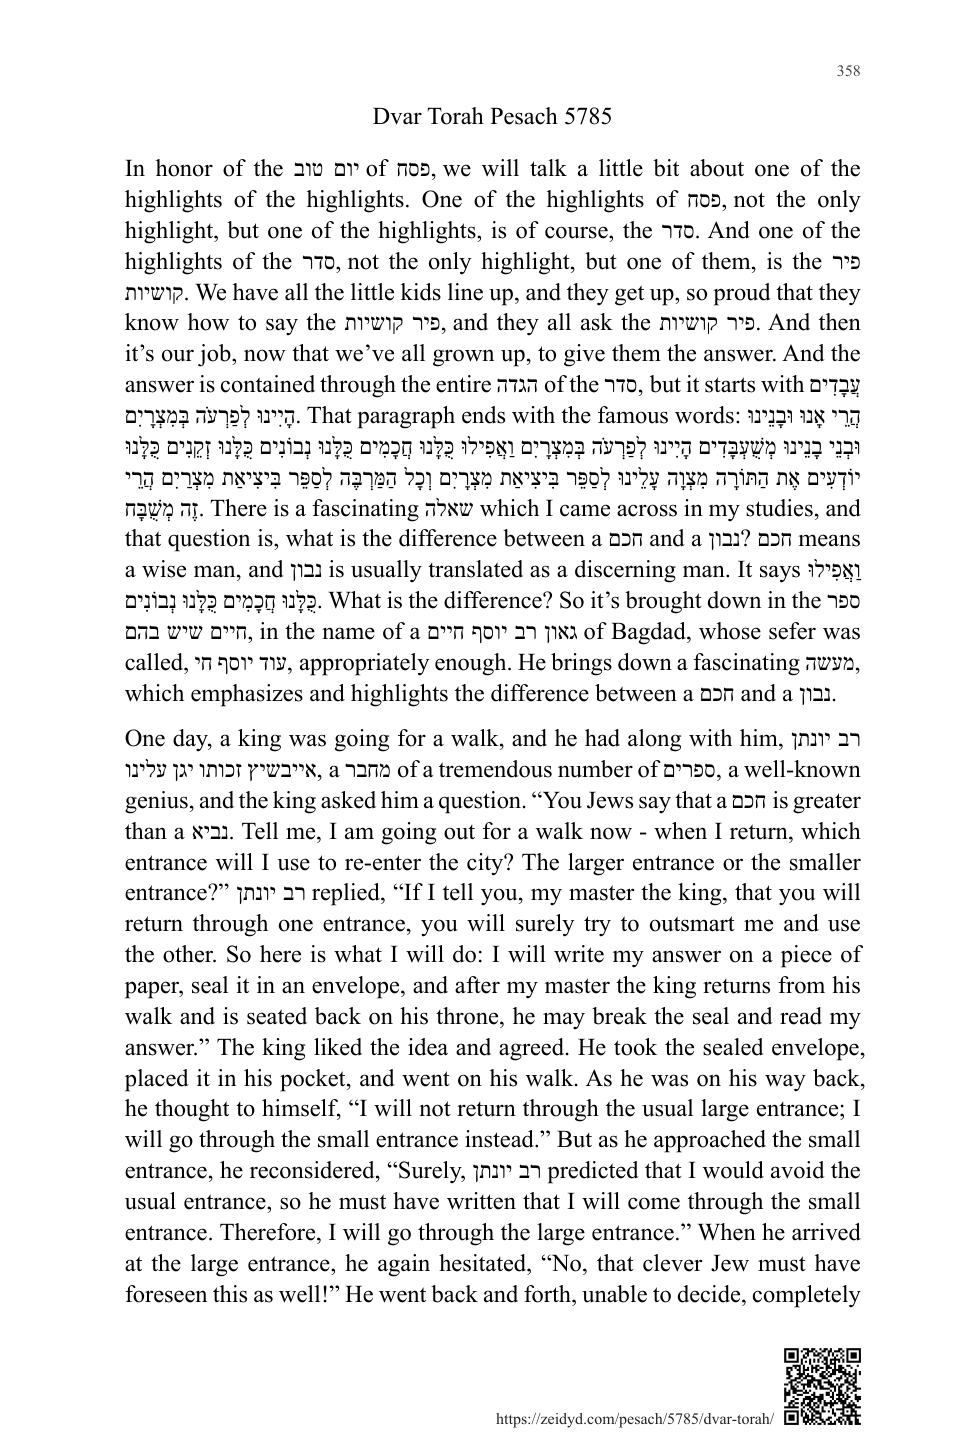 358
Dvar Torah Pesach 5785
In honor of the יום טוב of פסח, we will talk a little bit about one of the
highlights of the highlights. One of the highlights of פסח, not the only
highlight, but one of the highlights, is of course, the סדר. And one of the
highlights of the סדר, not the only highlight, but one of them, is the פיר
קושיות. We have all the little kids line up, and they get up, so proud that they
know how to say the פיר קושיות, and they all ask the פיר קושיות. And then
it’s our job, now that we’ve all grown up, to give them the answer. And the
answer is contained through the entire הגדה of the סדר, but it starts with עֲבָדִים
הָיִינוּ לְפַרְעֹה בְּמִצְרָיִם. That paragraph ends with the famous words: הֲרֵי אָנוּ וּבָנֵינוּ
וּבְנֵי בָנֵינוּ מְשֻׁעְבָּדִים הָיִינוּ לְפַרְעֹה בְּמִצְרָיִם וַאֲפִילוּ כֻּלָּנוּ חֲכָמִים כֻּלָּנוּ נְבוֹנִים כֻּלָּנוּ זְקֵנִים כֻּלָּנוּ
יוֹדְעִים אֶת הַתּוֹרָה מִצְוָה עָלֵינוּ לְסַפֵּר בִּיצִיאַת מִצְרָיִם וְכָל הַמַּרְבֶּה לְסַפֵּר בִּיצִיאַת מִצְרַיִם הֲרֵי
זֶה מְשֻׁבָּח. There is a fascinating שאלה which I came across in my studies, and
that question is, what is the difference between a חכם and a נבון? חכם means
a wise man, and נבון is usually translated as a discerning man. It says וַאֲפִילוּ
כֻּלָּנוּ חֲכָמִים כֻּלָּנוּ נְבוֹנִים. What is the difference? So it’s brought down in the ספר
חיים שיש בהם, in the name of a גאון רב יוסף חיים of Bagdad, whose sefer was
called, עוד יוסף חי, appropriately enough. He brings down a fascinating מעשה,
which emphasizes and highlights the difference between a חכם and a נבון.
One day, a king was going for a walk, and he had along with him, רב יונתן
אייבשיץ זכותו יגן עלינו, a מחבר of a tremendous number of ספרים, a well-known
genius, and the king asked him a question. “You Jews say that a חכם is greater
than a נביא. Tell me, I am going out for a walk now - when I return, which
entrance will I use to re-enter the city? The larger entrance or the smaller
entrance?” רב יונתן replied, “If I tell you, my master the king, that you will
return through one entrance, you will surely try to outsmart me and use
the other. So here is what I will do: I will write my answer on a piece of
paper, seal it in an envelope, and after my master the king returns from his
walk and is seated back on his throne, he may break the seal and read my
answer.” The king liked the idea and agreed. He took the sealed envelope,
placed it in his pocket, and went on his walk. As he was on his way back,
he thought to himself, “I will not return through the usual large entrance; I
will go through the small entrance instead.” But as he approached the small
entrance, he reconsidered, “Surely, רב יונתן predicted that I would avoid the
usual entrance, so he must have written that I will come through the small
entrance. Therefore, I will go through the large entrance.” When he arrived
at the large entrance, he again hesitated, “No, that clever Jew must have
foreseen this as well!” He went back and forth, unable to decide, completely
https://zeidyd.com/pesach/5785/dvar-torah/